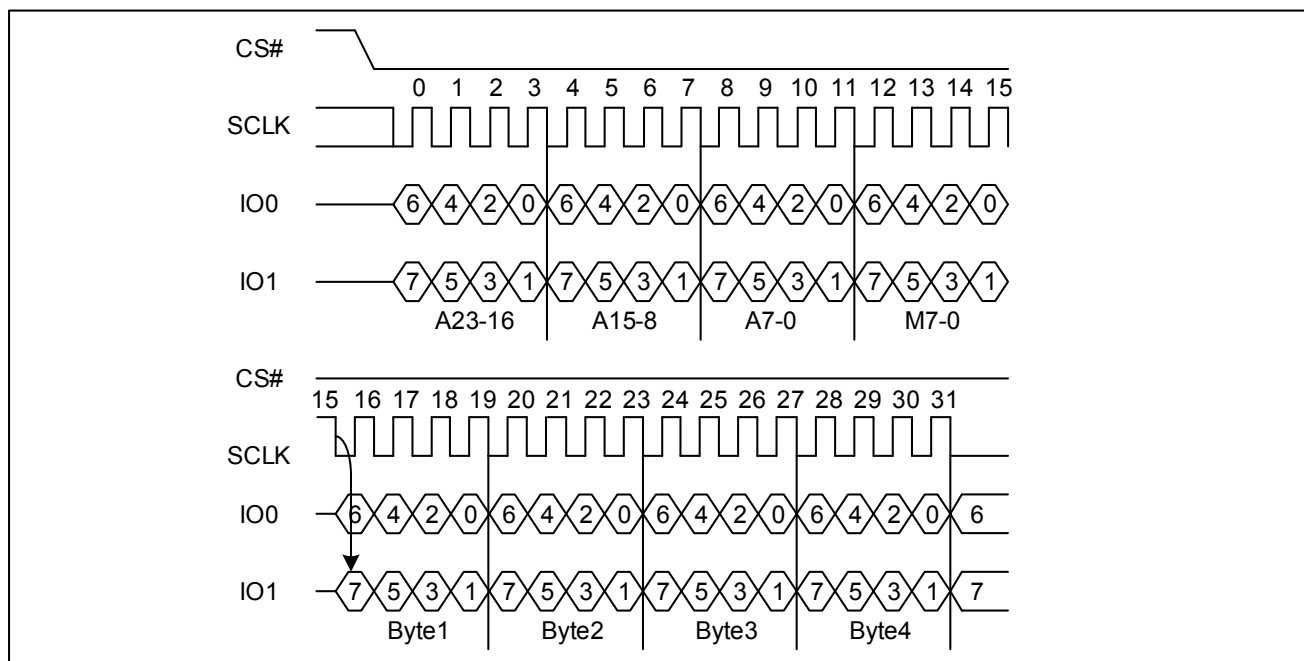 CS#
0 1 2 3 4 5 6 7 8 9 10 11 12 13 14 15
SCLK
IO0 6 4 2 0 6 4 2 0 6 4 2 0 6 4 2 0
IO1 7 5 3 1 7 5 3 1 7 5 3 1 7 5 3 1
A23-16 A15-8 A7-0 M7-0
CS#
15 16 17 18 19 20 21 22 23 24 25 26 27 28 29 30 31
SCLK
IO0 6 4 2 0 6 4 2 0 6 4 2 0 6 4 2 0 6
IO1 7 5 3 1 7 5 3 1 7 5 3 1 7 5 3 1 7
Byte1 Byte2 Byte3 Byte4